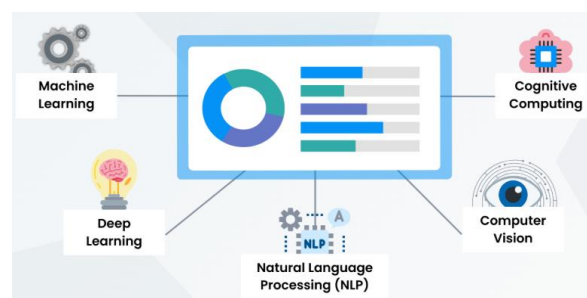 Machine
Learning
Cognitive
Computing
Deep
Learning
A
NLP
Natural Language
Processing (NLP)
Computer
Vision